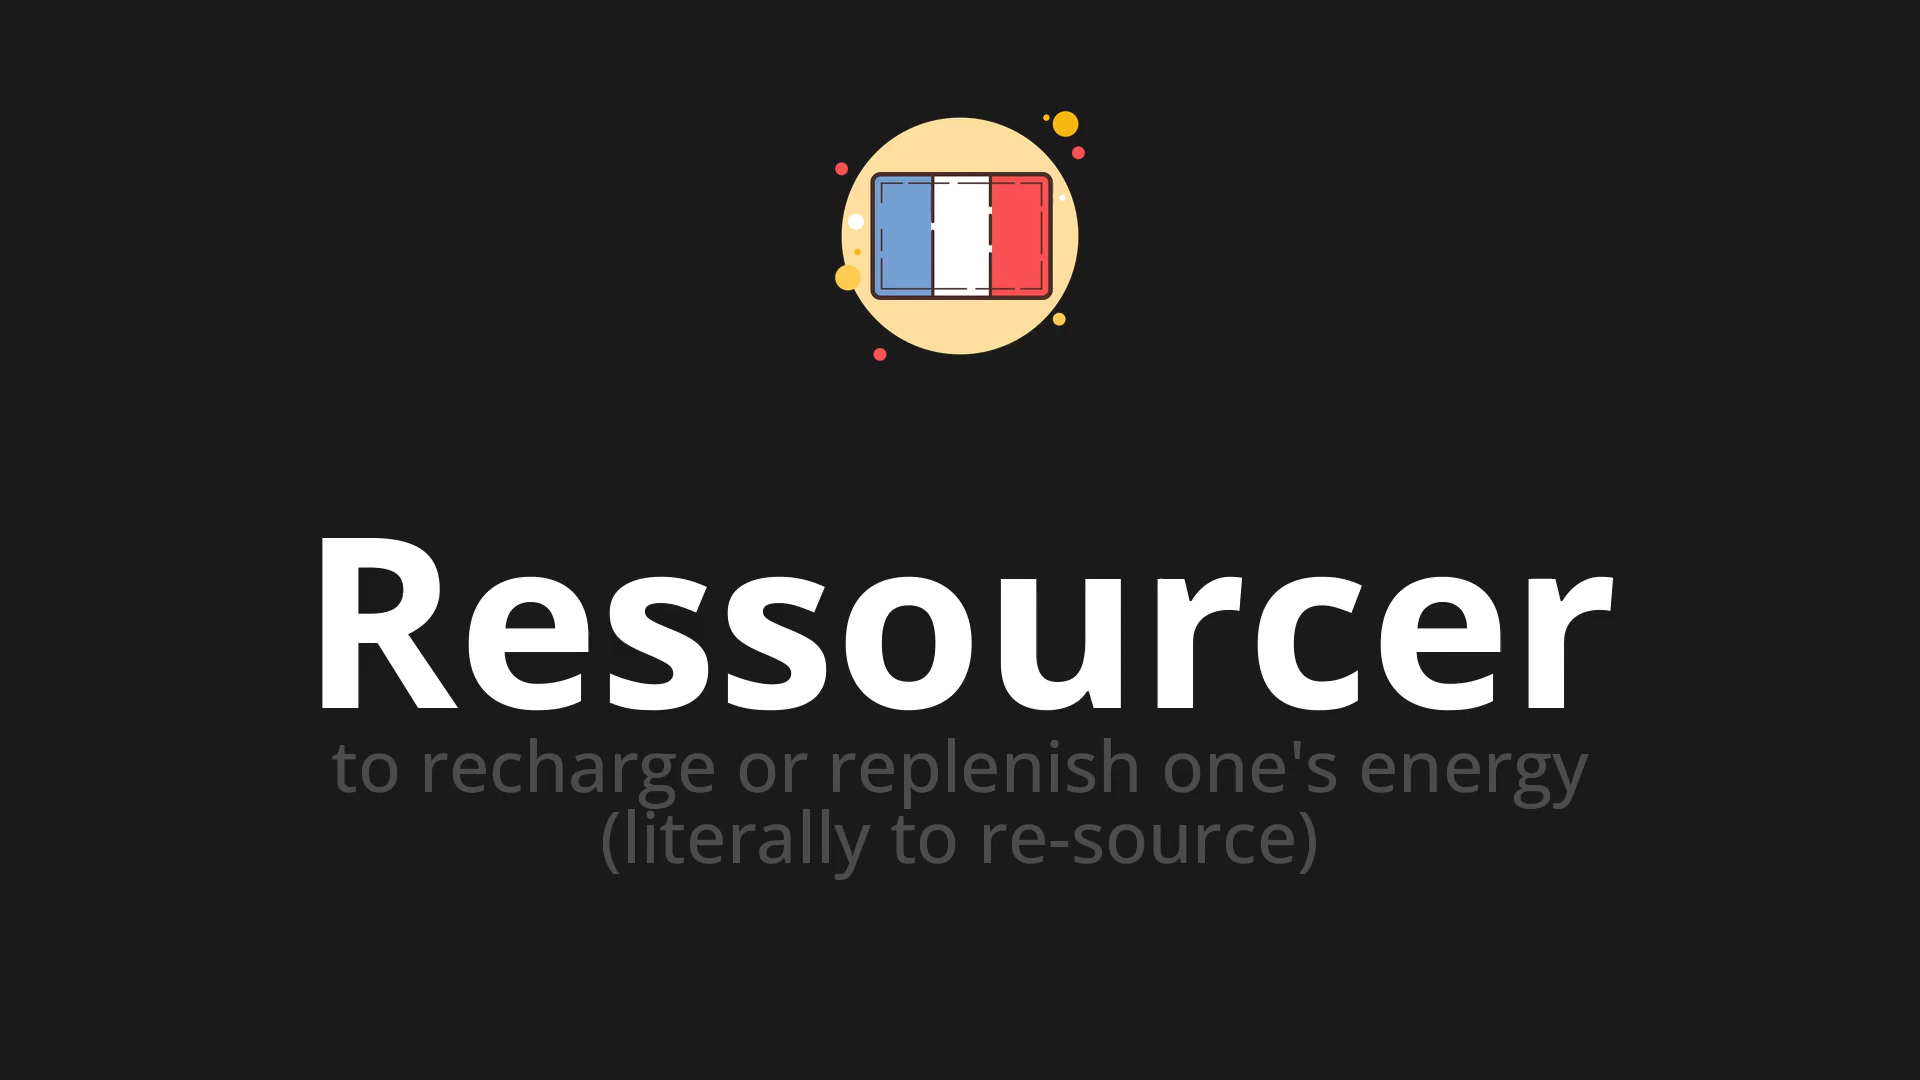 Ressourcer
to recharge or replenish one's energy
(literally to re-source)